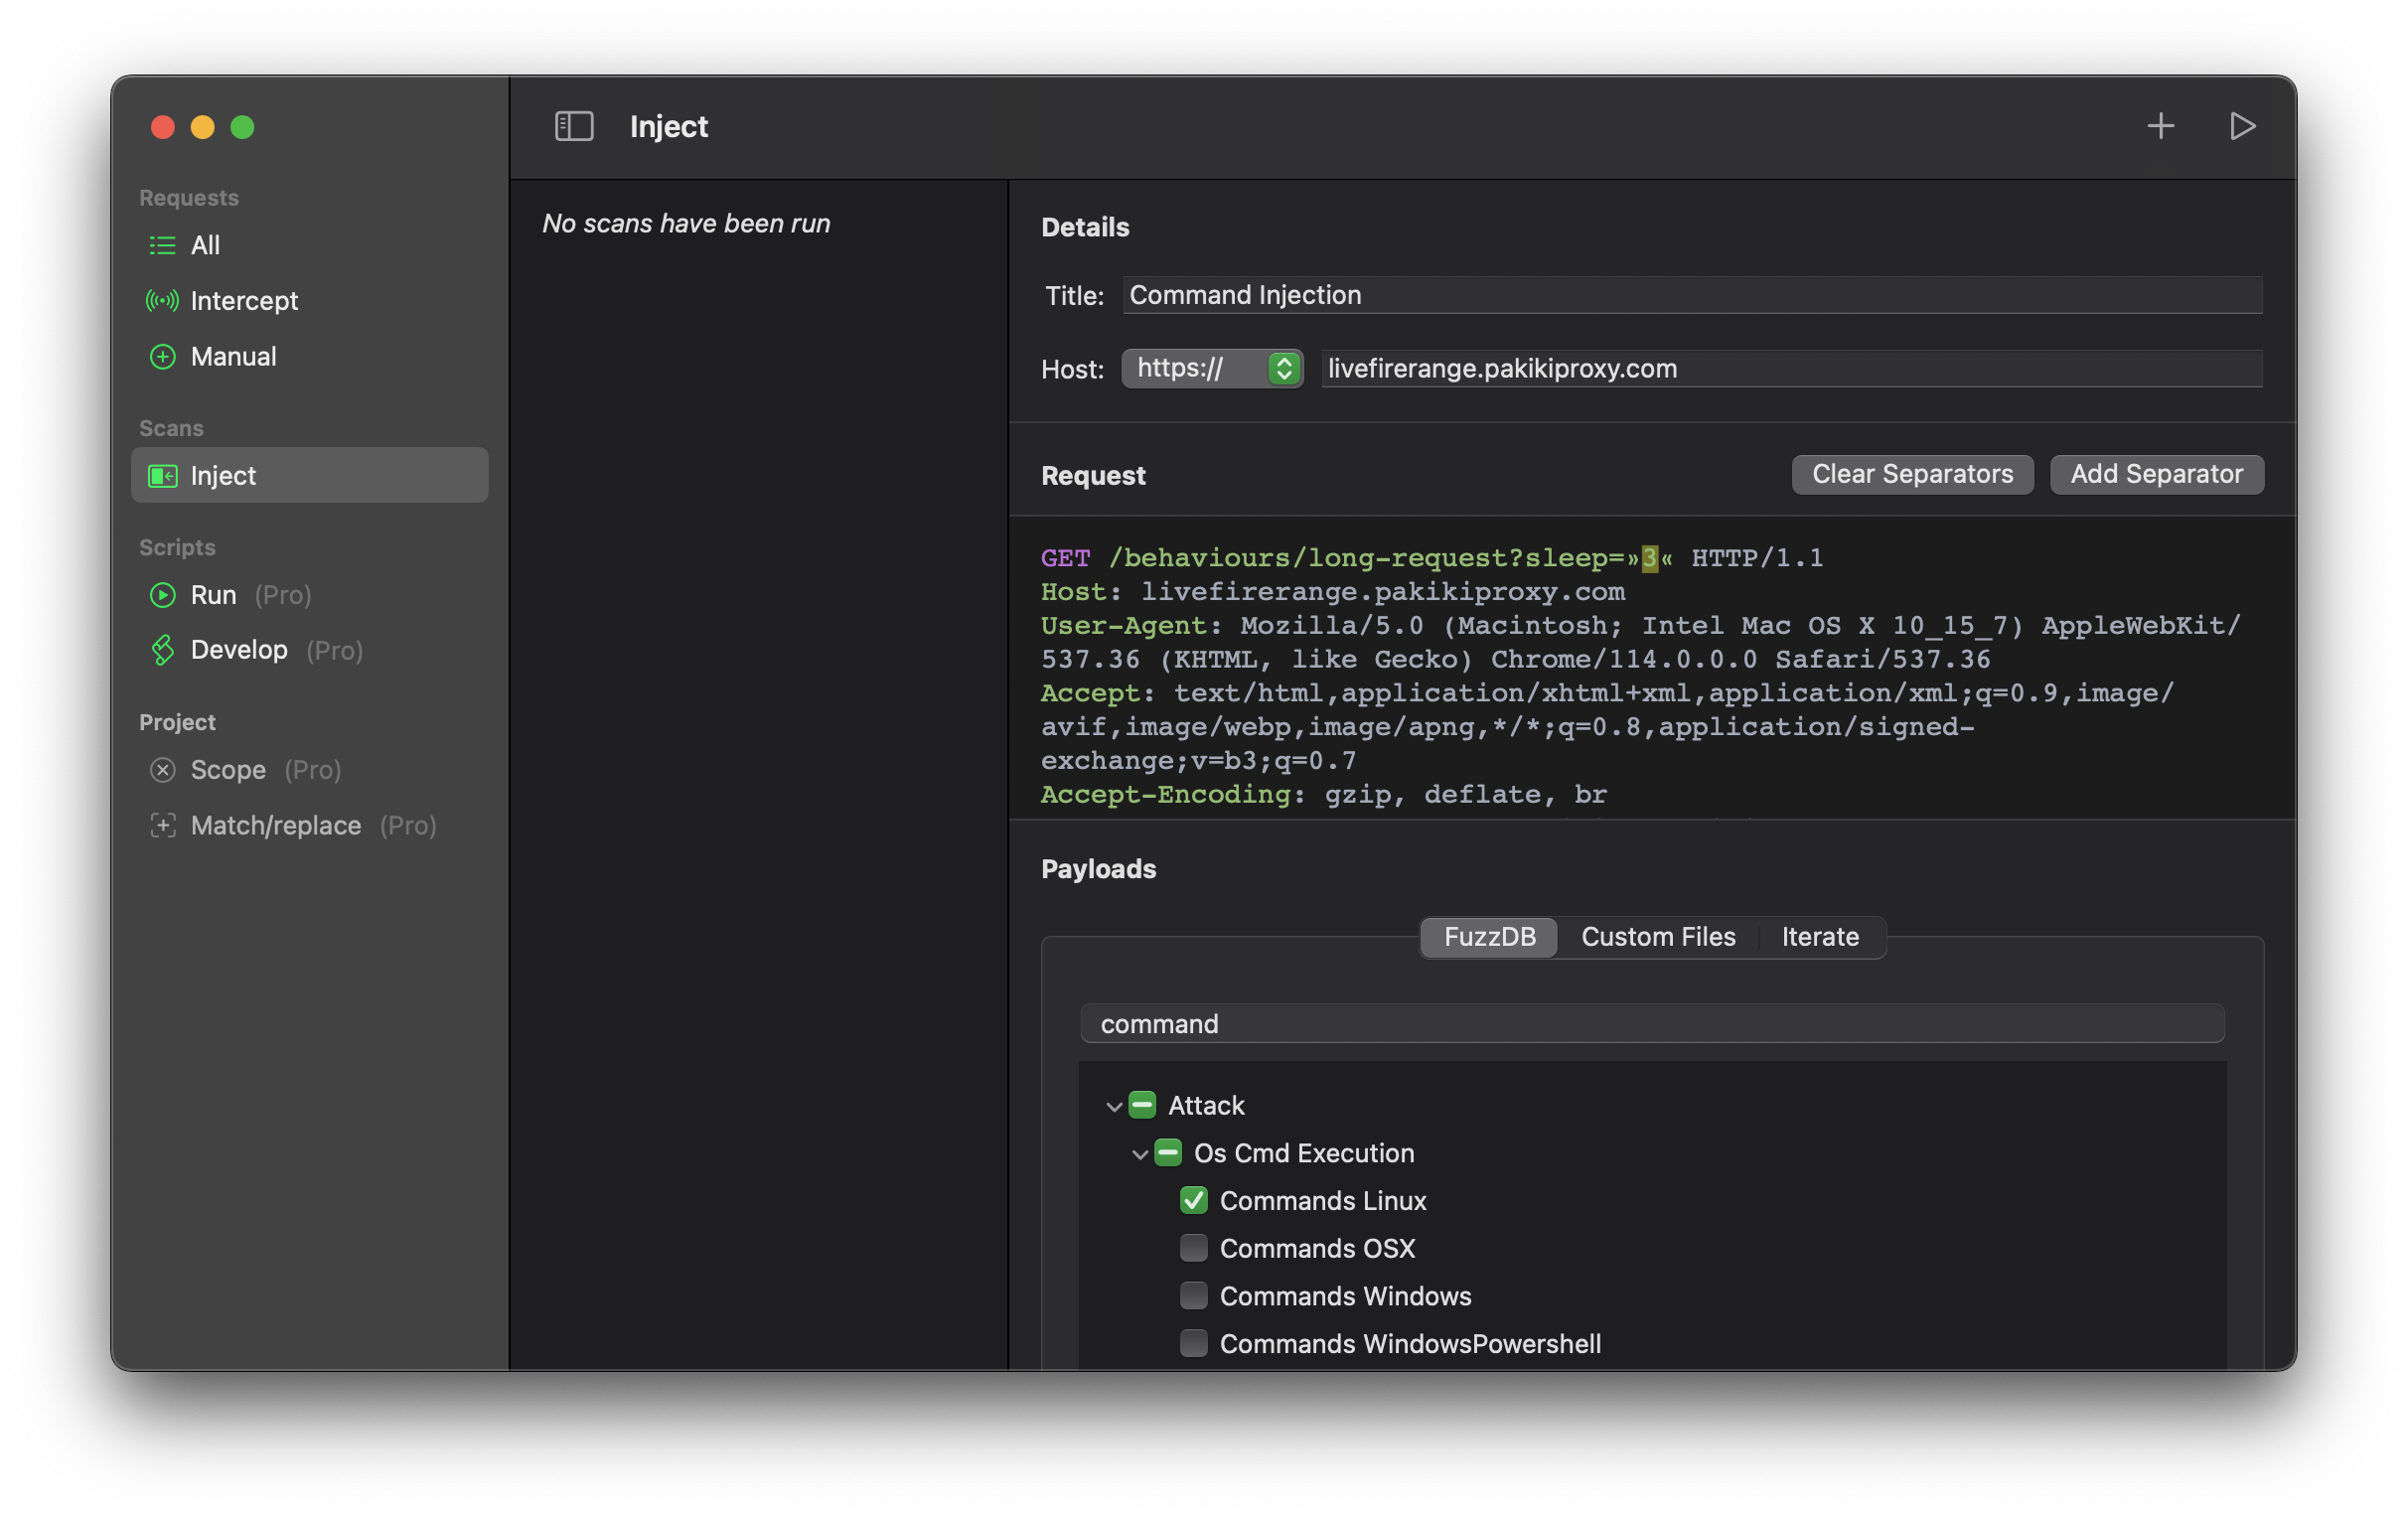 Inject
Requests
All
Intercept
Manual
Scans
Inject
Scripts
Run (Pro)
Develop (Pro)
Project
Scope (Pro)
Match/replace (Pro)
No scans have been run
Details
Title: Command Injection
Host: https:// livefirerange.pakikiproxy.com
Request Clear Separators Add Separator
GET /behaviours/long-request?sleep=»3« HTTP/1.1
Host: livefirerange.pakikiproxy.com
User-Agent: Mozilla/5.0 (Macintosh; Intel Mac OS X 10_15_7) AppleWebKit/
537.36 (KHTML, like Gecko) Chrome/114.0.0.0 Safari/537.36
Accept: text/html,application/xhtml+xml,application/xml;q=0.9,image/
avif,image/webp,image/apng,*/*;q=0.8,application/signed-
exchange;v=b3;q=0.7
Accept-Encoding: gzip, deflate, br
Payloads
FuzzDB Custom Files Iterate
command
Attack
Os Cmd Execution
Commands Linux
Commands OSX
Commands Windows
Commands WindowsPowershell